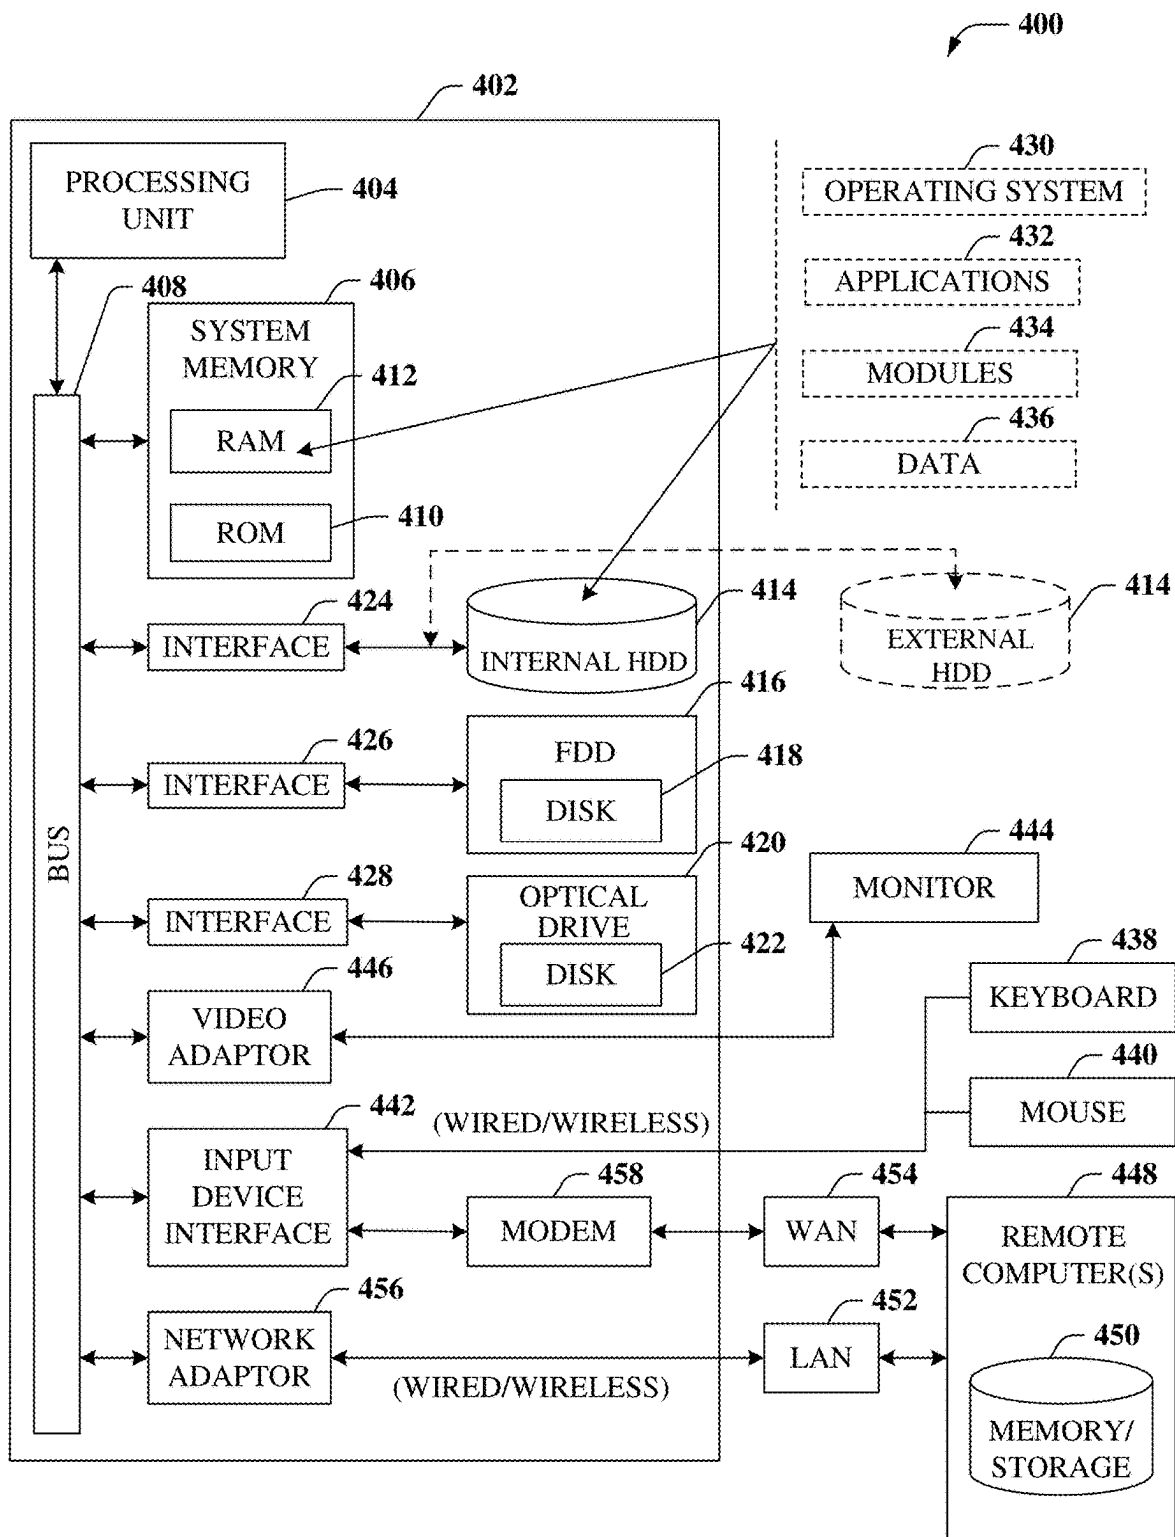 400
402
PROCESSING
UNIT
404
430
OPERATING SYSTEM
432
APPLICATIONS
434
MODULES
436
DATA
408
406
SYSTEM
MEMORY
412
RAM
ROM
410
424
INTERFACE
414
INTERNAL HDD
414
EXTERNAL
HDD
426
INTERFACE
416
FDD
418
DISK
BUS
428
INTERFACE
420
OPTICAL
DRIVE
422
DISK
444
MONITOR
446
VIDEO
ADAPTOR
438
KEYBOARD
440
MOUSE
442
INPUT
DEVICE
INTERFACE
(WIRED/WIRELESS)
458
MODEM
454
WAN
448
REMOTE
COMPUTER(S)
456
NETWORK
ADAPTOR
(WIRED/WIRELESS)
452
LAN
450
MEMORY/
STORAGE